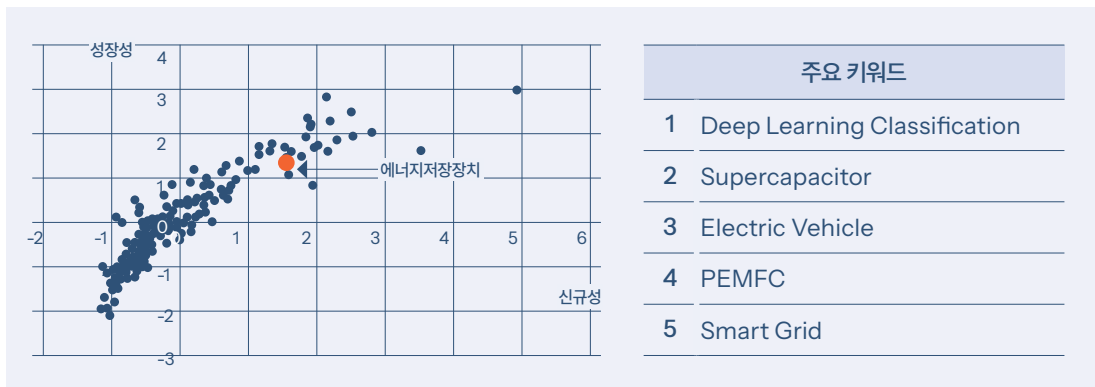 성장성
4
3
2
1
0
-2 -1 0 1 2 3 4 5 6
-1
-2
-3
에너지저장장치
신규성
주요 키워드
1 Deep Learning Classification
2 Supercapacitor
3 Electric Vehicle
4 PEMFC
5 Smart Grid